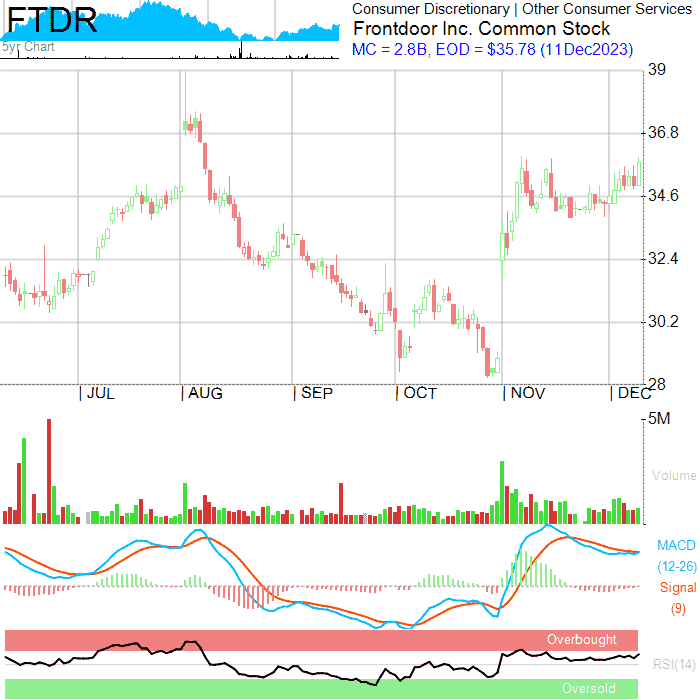 FTDR
5yr Chart
Consumer Discretionary | Other Consumer Services
Frontdoor Inc. Common Stock
MC = 2.8B, EOD = $35.78 (11Dec2023)
39
36.8
34.6
32.4
30.2
28
| JUL | AUG | SEP | OCT | NOV | DEC
5M
Volume
MACD
(12-26)
Signal
(9)
Overbought
RSI(14)
Oversold